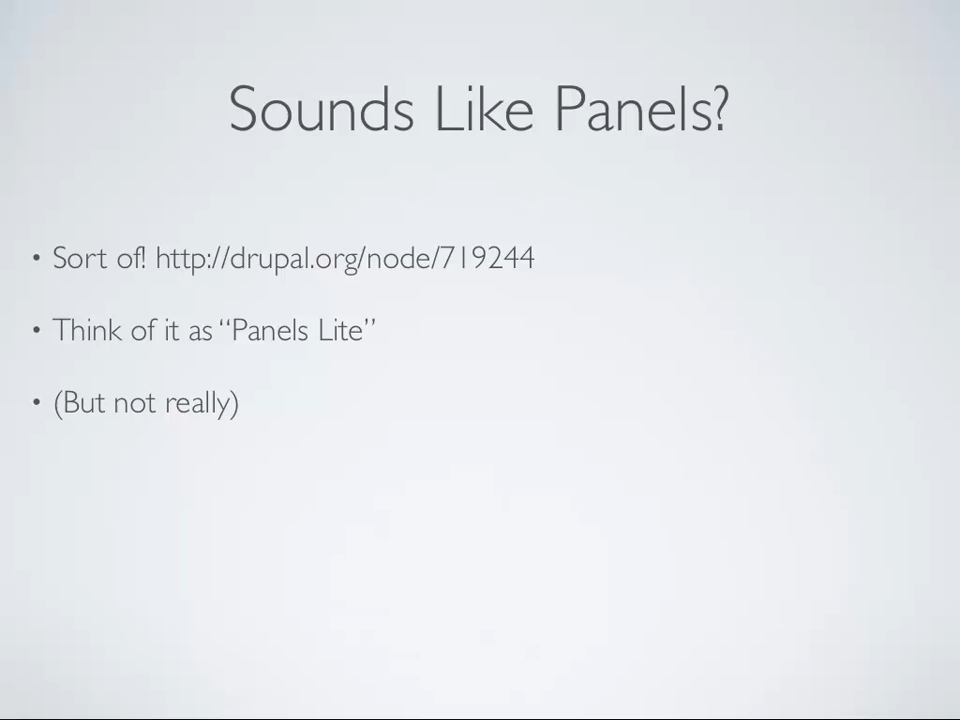 Sounds Like Panels?
• Sort of! http://drupal.org/node/719244
• Think of it as “Panels Lite”
• (But not really)